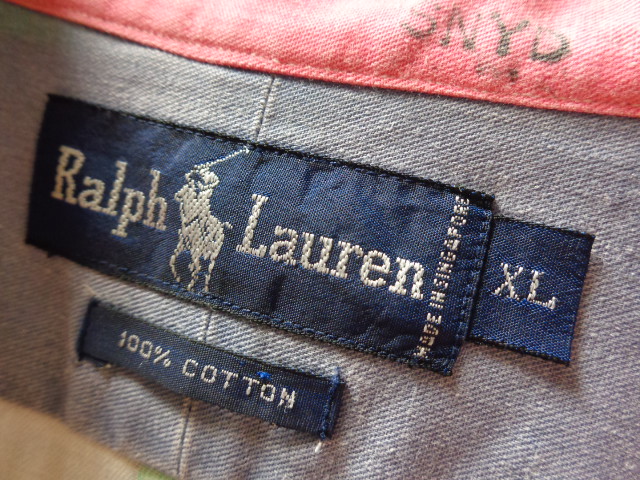 Ralph Lauren
MADE IN SINGAPORE
XL
100% COTTON